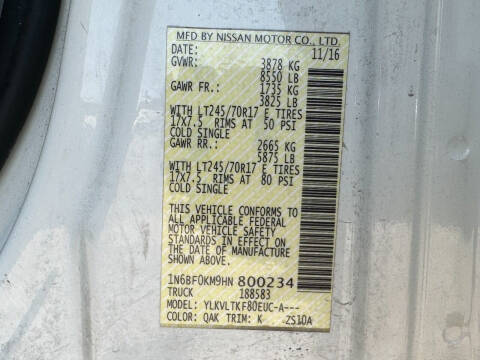 MFD BY NISSAN MOTOR CO., LTD.
DATE: 11/16
GVWR: 3878 KG
8550 LB
GAWR FR.: 1735 KG
3825 LB
WITH LT245/70R17 E TIRES
17X7.5 RIMS AT 50 PSI
COLD SINGLE
GAWR RR.: 2665 KG
5875 LB
WITH LT245/70R17 E TIRES
17X7.5 RIMS AT 80 PSI
COLD SINGLE
THIS VEHICLE CONFORMS TO
ALL APPLICABLE FEDERAL
MOTOR VEHICLE SAFETY
STANDARDS IN EFFECT ON
THE DATE OF MANUFACTURE
SHOWN ABOVE.
1N6BF0KM9HN 800234
TRUCK 188583
MODEL: YLKVLTKF80EUC-A---
COLOR: QAK TRIM: K ZS10A